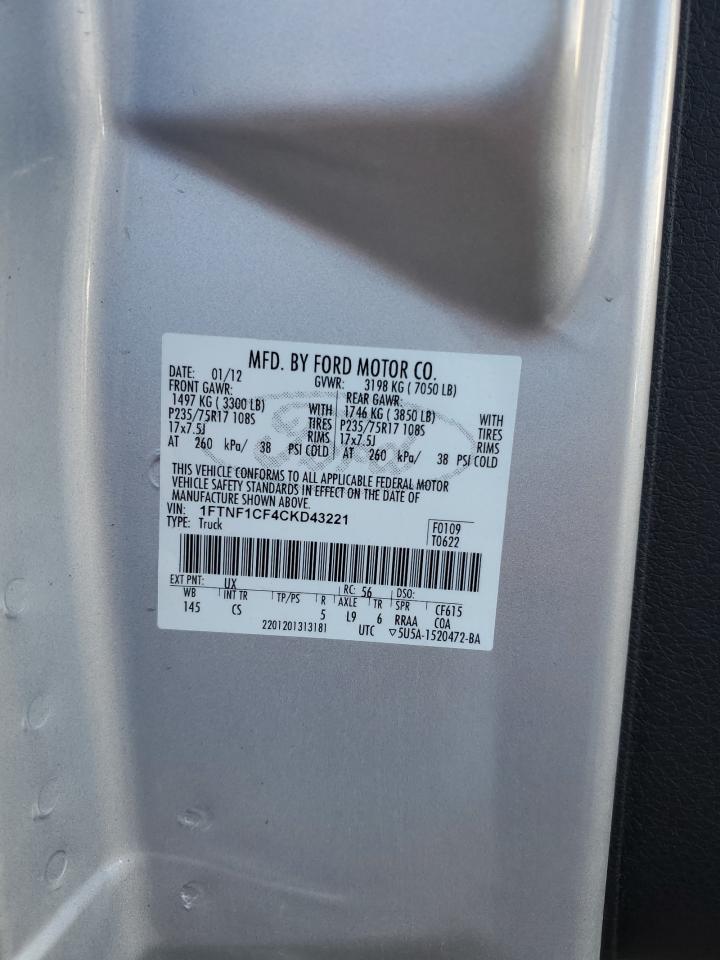 MFD. BY FORD MOTOR CO.
DATE: 01/12 GVWR: 3198 KG ( 7050 LB)
FRONT GAWR: REAR GAWR:
1497 KG ( 3300 LB) WITH 1746 KG ( 3850 LB) WITH
P235/75R17 108S TIRES P235/75R17 108S TIRES
17x7.5J RIMS 17x7.5J RIMS
AT 260 kPa/ 38 PSI COLD AT 260 kPa/ 38 PSI COLD
Ford
THIS VEHICLE CONFORMS TO ALL APPLICABLE FEDERAL MOTOR
VEHICLE SAFETY STANDARDS IN EFFECT ON THE DATE OF
MANUFACTURE SHOWN ABOVE.
VIN: 1FTNF1CF4CKD43221 F0109
TYPE: Truck T0622
EXT PNT: UX RC: 56 DSO:
WB INT TR TP/PS R AXLE TR SPR CF615
145 CS 5 L9 6 RRAA COA
2201201313181 UTC ▽5U5A-1520472-BA